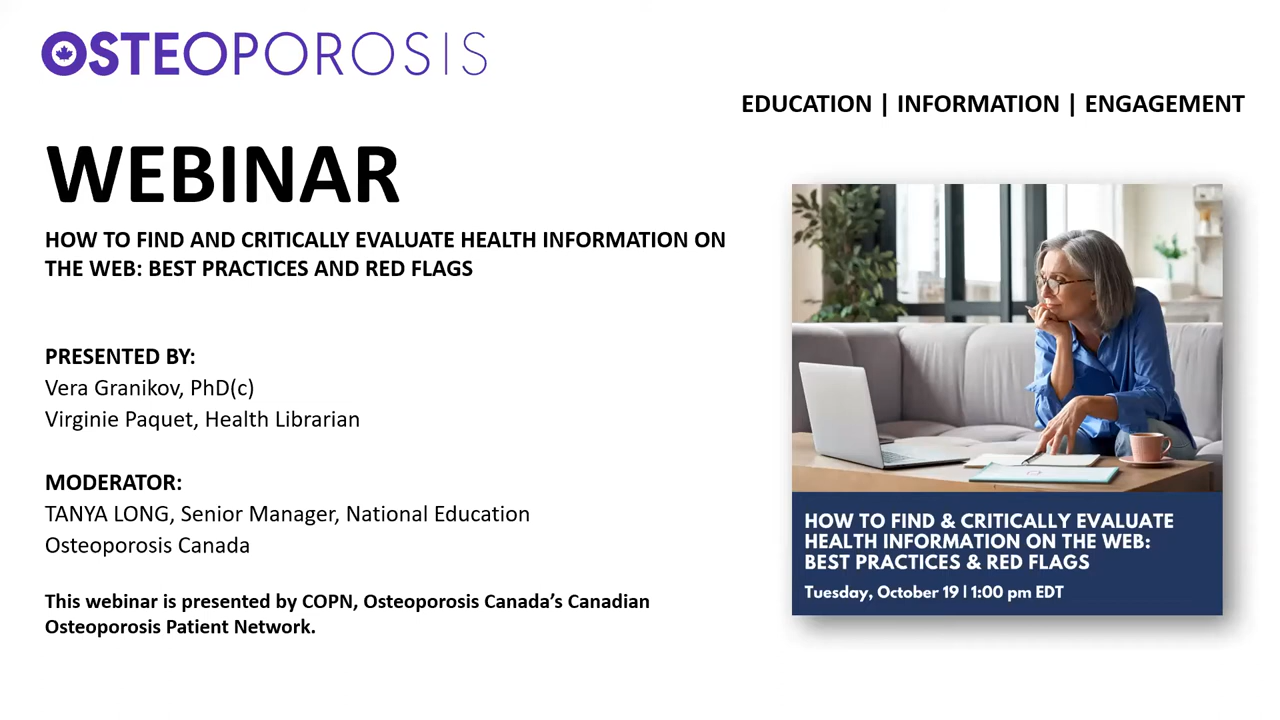 OSTEOPOROSIS
EDUCATION | INFORMATION | ENGAGEMENT
WEBINAR
HOW TO FIND AND CRITICALLY EVALUATE HEALTH INFORMATION ON
THE WEB: BEST PRACTICES AND RED FLAGS
PRESENTED BY:
Vera Granikov, PhD(c)
Virginie Paquet, Health Librarian
MODERATOR:
TANYA LONG, Senior Manager, National Education
Osteoporosis Canada
This webinar is presented by COPN, Osteoporosis Canada’s Canadian
Osteoporosis Patient Network.
HOW TO FIND & CRITICALLY EVALUATE
HEALTH INFORMATION ON THE WEB:
BEST PRACTICES & RED FLAGS
Tuesday, October 19 | 1:00 pm EDT